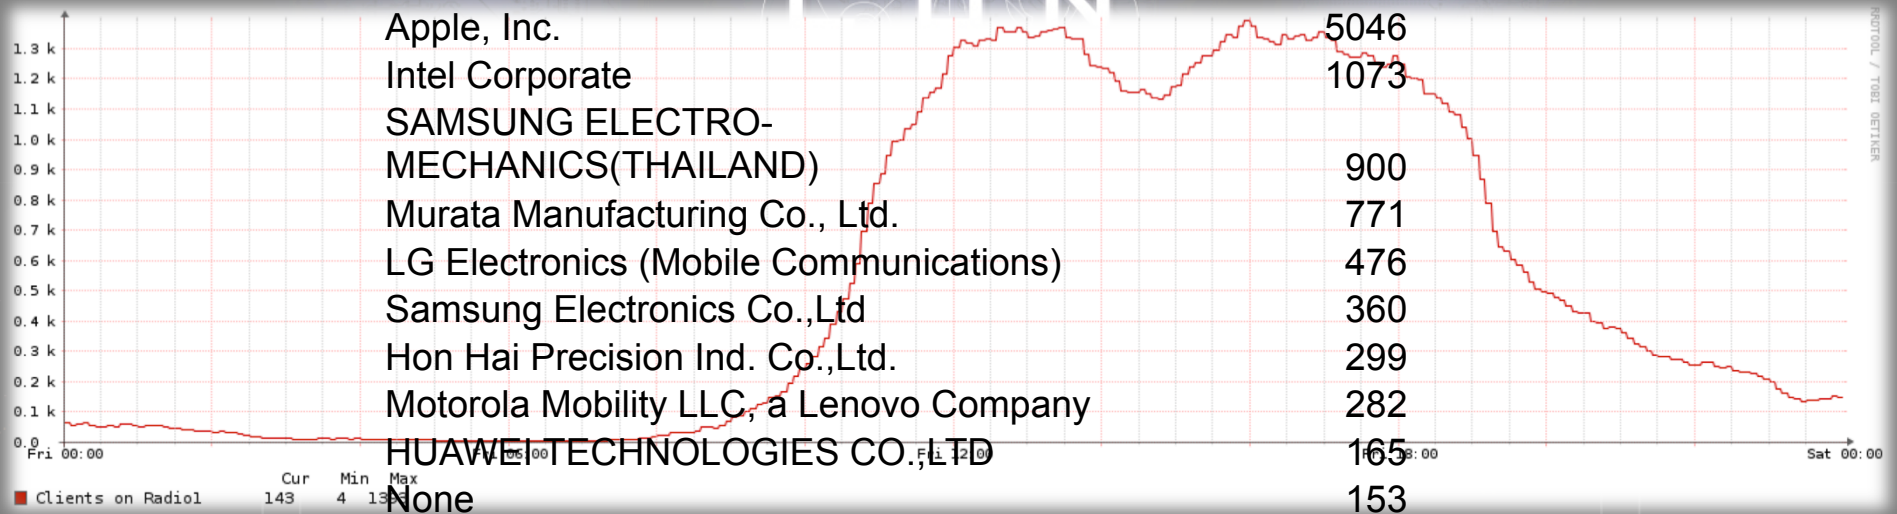 Apple, Inc. 5046
Intel Corporate 1073
SAMSUNG ELECTRO-
MECHANICS(THAILAND) 900
Murata Manufacturing Co., Ltd. 771
LG Electronics (Mobile Communications) 476
Samsung Electronics Co.,Ltd 360
Hon Hai Precision Ind. Co.,Ltd. 299
Motorola Mobility LLC, a Lenovo Company 282
HUAWEI TECHNOLOGIES CO.,LTD 165
None 153
1.3 k
1.2 k
1.1 k
1.0 k
0.9 k
0.8 k
0.7 k
0.6 k
0.5 k
0.4 k
0.3 k
0.2 k
0.1 k
0.0
Fri 00:00 Fri 06:00 Fri 12:00 Fri 18:00 Sat 00:00
Cur Min Max
Clients on Radio1 143 4
RRDTOOL / TOBI OETIKER